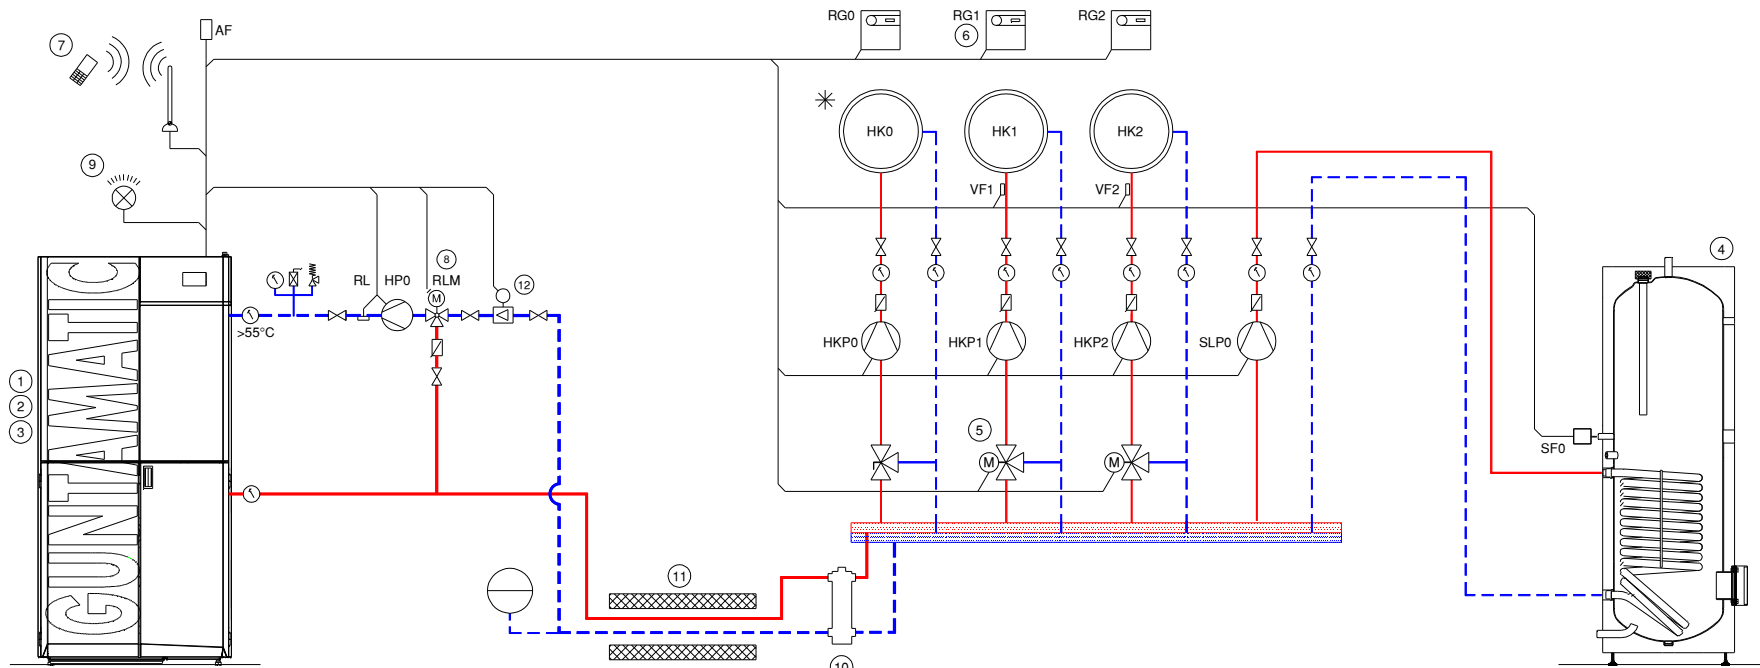 RG0
RG1
RG2
6
7
AF
HK0
HK1
HK2
9
VF1
VF2
4
8
RL
HP0
RLM
M
12
>55°C
HKP0
HKP1
HKP2
SLP0
1
2
3
GUNTAMATIC
5
M
M
SF0
11
10